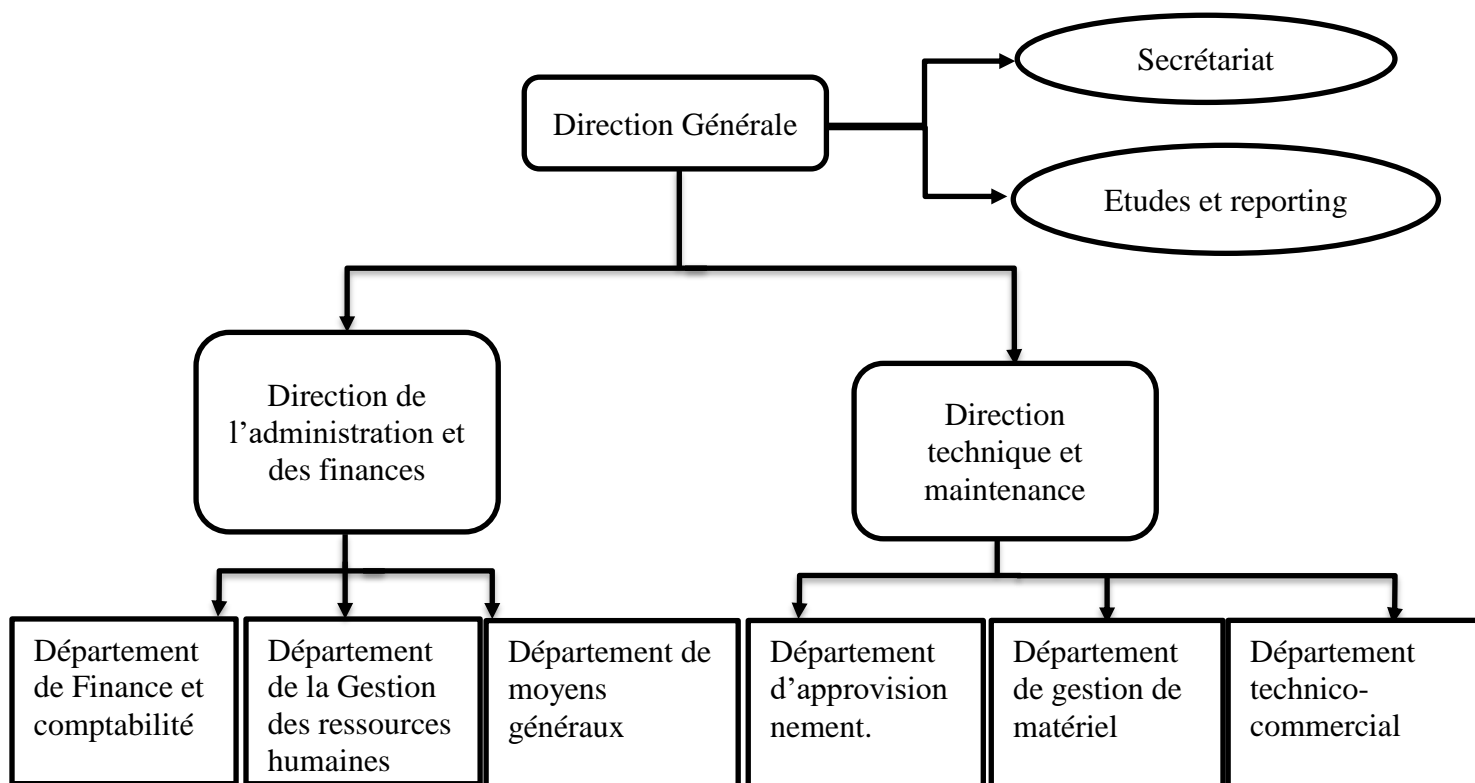 Secrétariat
Direction Générale
Etudes et reporting
Direction de
l’administration et
des finances
Direction
technique et
maintenance
Département
de Finance et
comptabilité
Département
de la Gestion
des ressources
humaines
Département de
moyens
généraux
Département
d’approvision
nement.
Département
de gestion de
matériel
Département
technico-
commercial